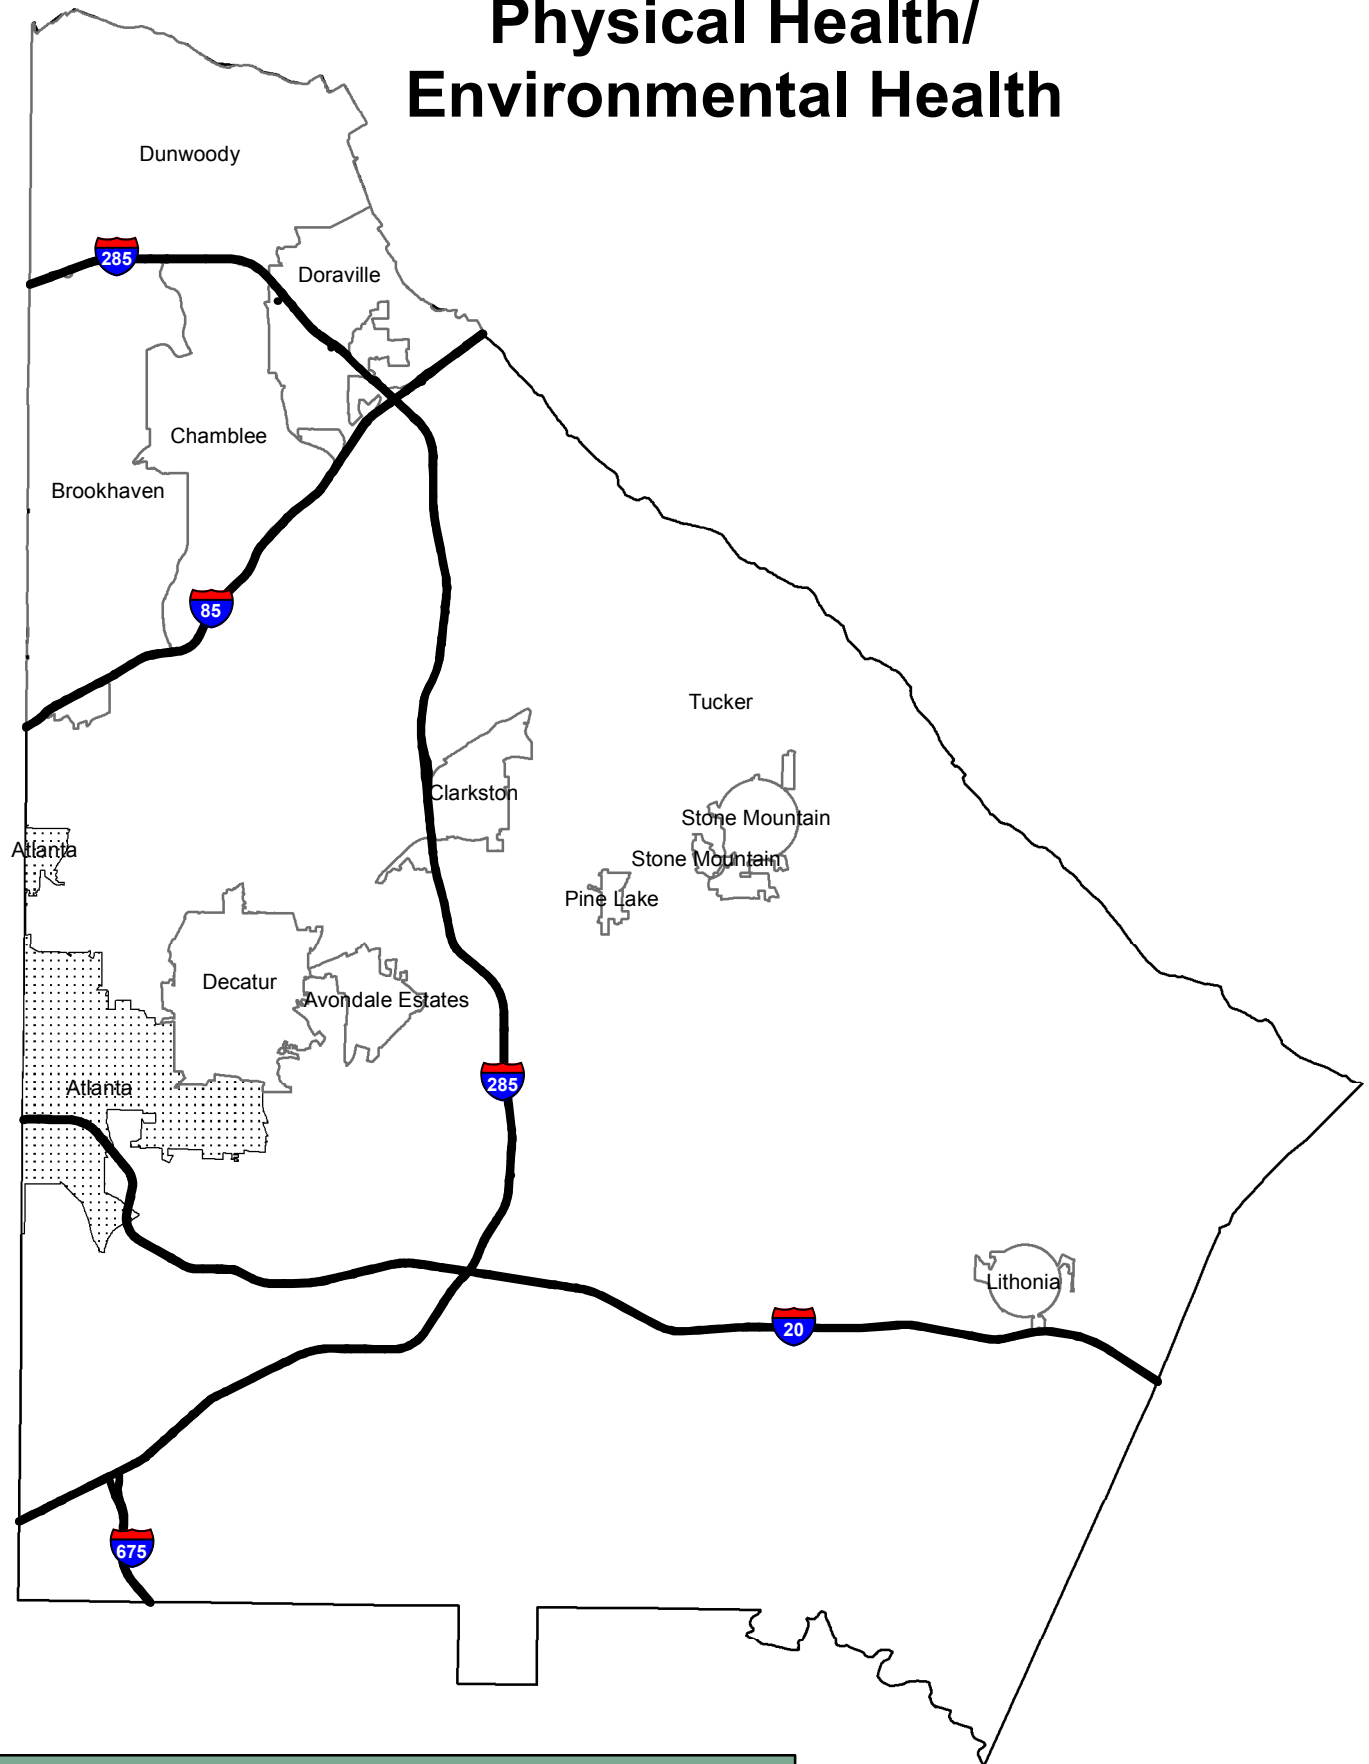 Physical Health/
Environmental Health
Dunwoody
285
Doraville
Chamblee
Brookhaven
85
Tucker
Clarkston
Stone Mountain
Atlanta
Stone Mountain
Pine Lake
Decatur
Avondale Estates
285
Atlanta
Lithonia
20
675